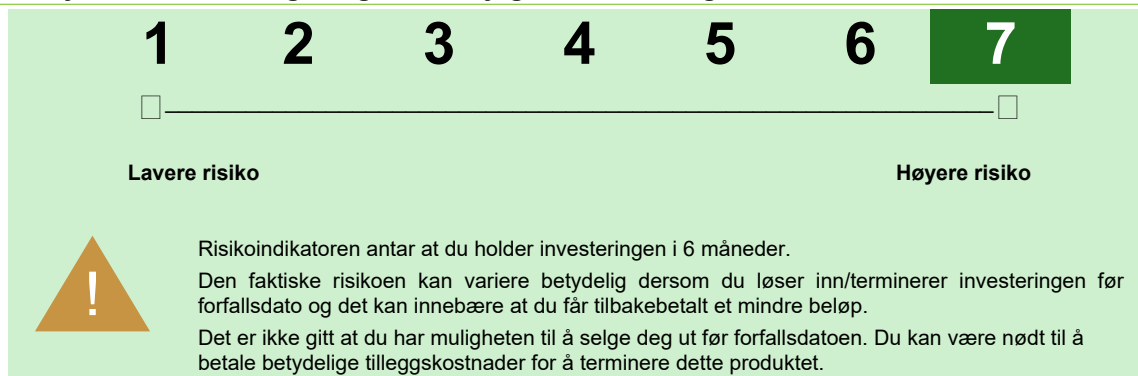 1 2 3 4 5 6 7
Lavere risiko Høyere risiko
!
Risikoindikatoren antar at du holder investeringen i 6 måneder.
Den faktiske risikoen kan variere betydelig dersom du løser inn/terminerer investeringen før
forfallsdato og det kan innebære at du får tilbakebetalt et mindre beløp.
Det er ikke gitt at du har muligheten til å selge deg ut før forfallsdatoen. Du kan være nødt til å
betale betydelige tilleggskostnader for å terminere dette produktet.